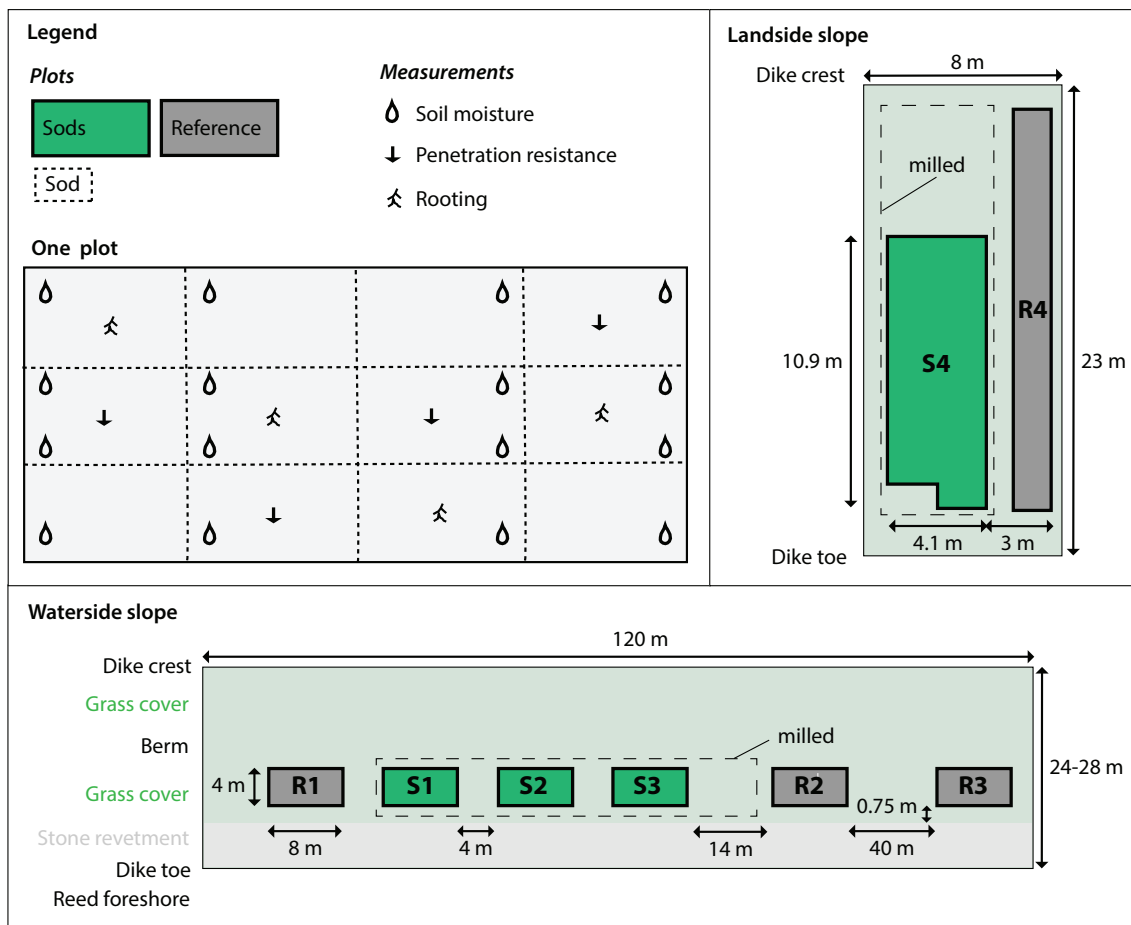 Legend
Plots
Sods
Reference
Sod
Measurements
Soil moisture
Penetration resistance
Rooting
One plot
Landside slope
8 m
Dike crest
milled
R4
S4
10.9 m
23 m
4.1 m
3 m
Dike toe
Waterside slope
120 m
Dike crest
Grass cover
Berm
milled
24-28 m
4 m
R1
S1
S2
S3
R2
R3
Grass cover
0.75 m
Stone revetment
8 m
4 m
14 m
40 m
Dike toe
Reed foreshore